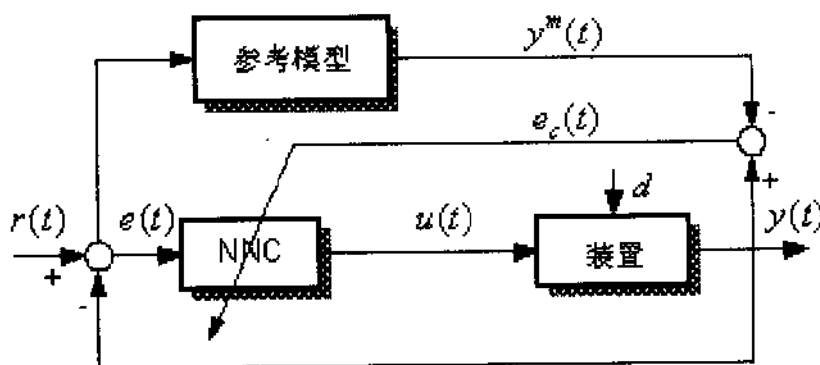 参考模型
y^m(t)
-
e_c(t)
+
d
r(t)
e(t)
u(t)
y(t)
NNC
装置
+
-